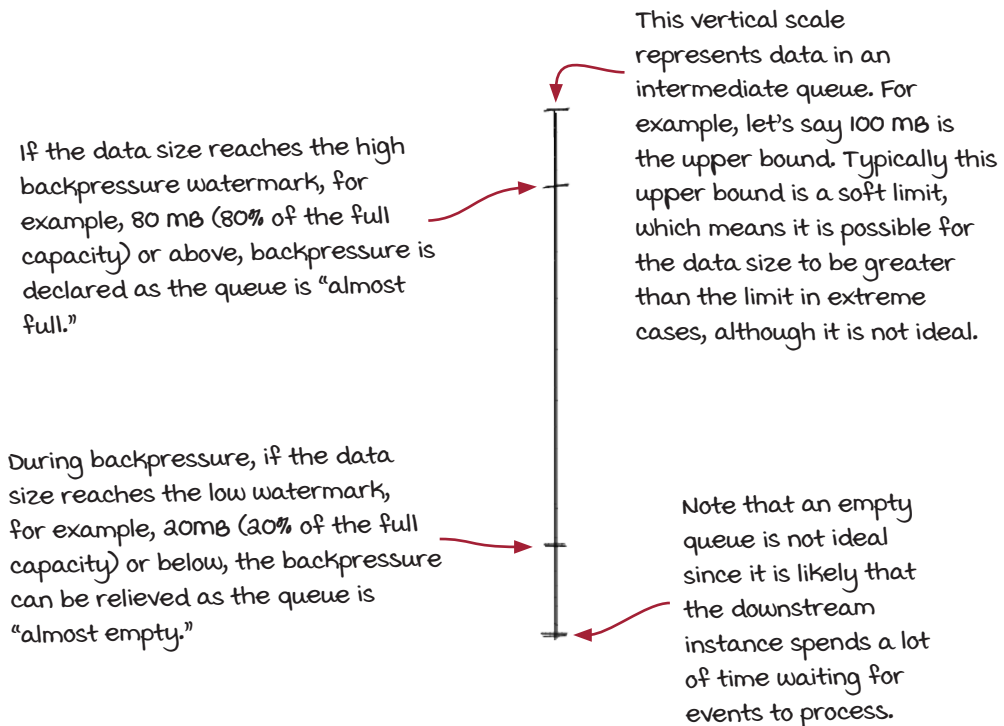 This vertical scale
represents data in an
intermediate queue. For
example, let's say 100 MB is
the upper bound. Typically this
upper bound is a soft limit,
which means it is possible for
the data size to be greater
than the limit in extreme
cases, although it is not ideal.
If the data size reaches the high
backpressure watermark, for
example, 80 MB (80% of the full
capacity) or above, backpressure is
declared as the queue is "almost
full."
During backpressure, if the data
size reaches the low watermark,
for example, 20MB (20% of the full
capacity) or below, the backpressure
can be relieved as the queue is
"almost empty."
Note that an empty
queue is not ideal
since it is likely that
the downstream
instance spends a lot
of time waiting for
events to process.